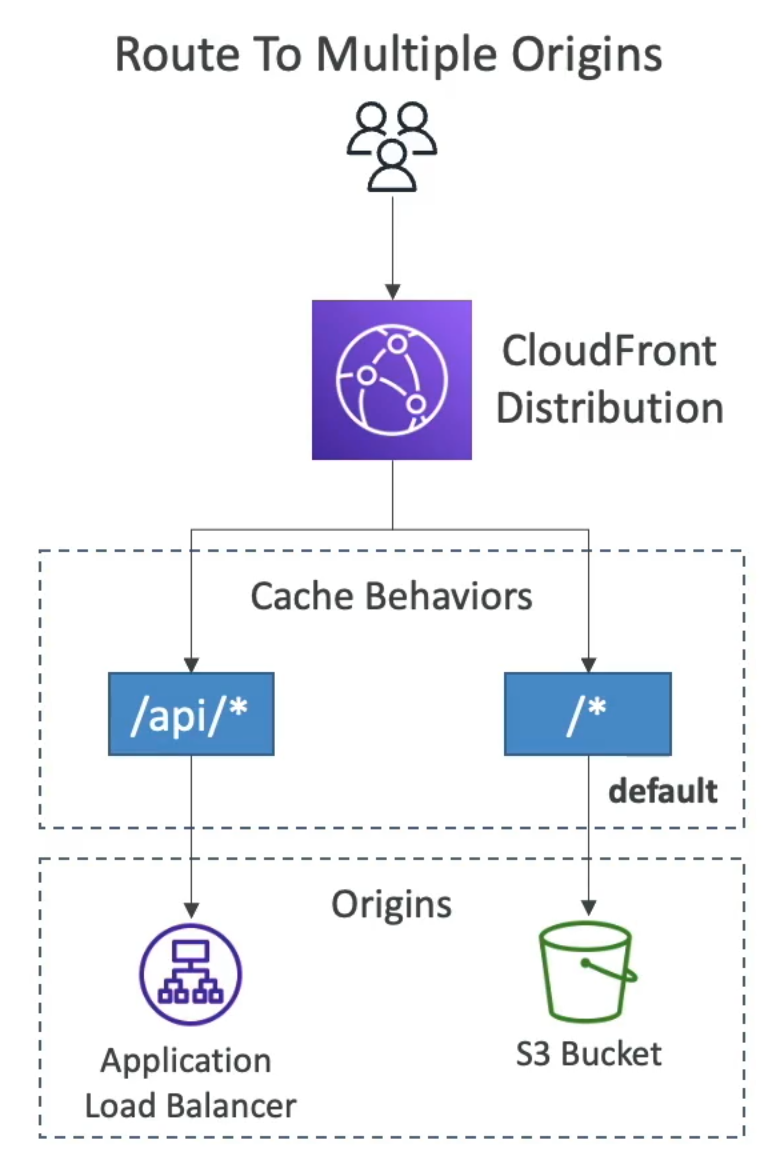 Route To Multiple Origins
CloudFront
Distribution
Cache Behaviors
/api/*
/*
default
Origins
Application
Load Balancer
S3 Bucket